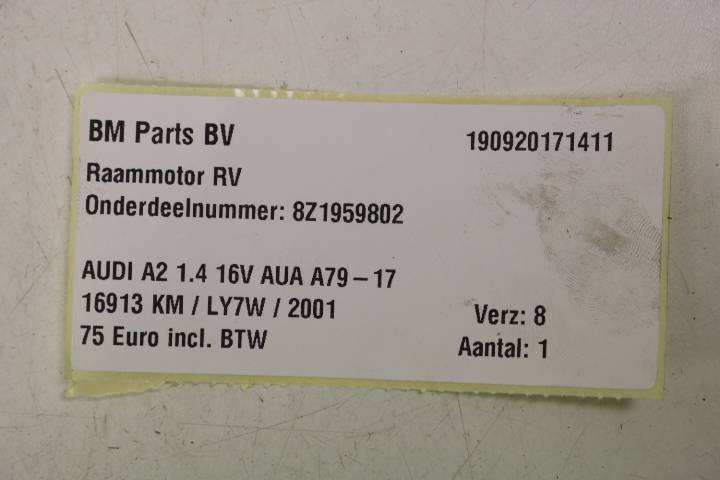 BM Parts BV 190920171411
Raammotor RV
Onderdeelnummer: 8Z1959802
AUDI A2 1.4 16V AUA A79-17
16913 KM / LY7W / 2001 Verz: 8
75 Euro incl. BTW Aantal: 1